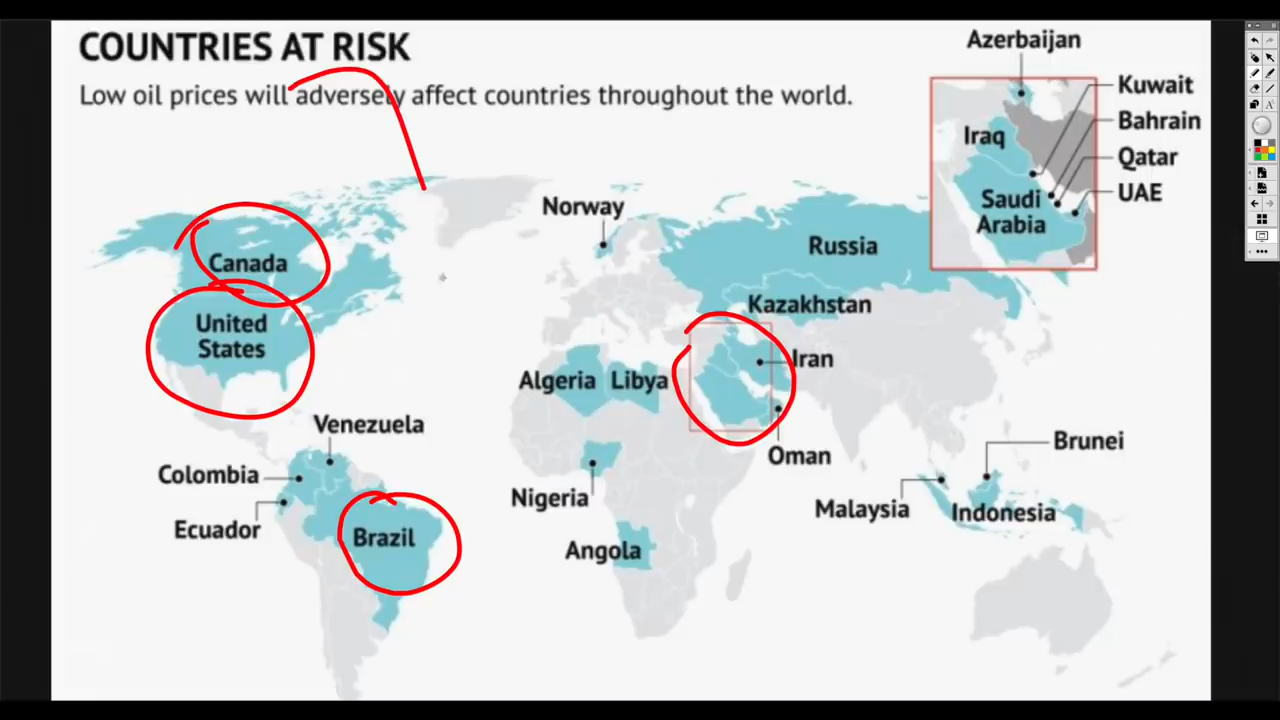 COUNTRIES AT RISK
Low oil prices will adversely affect countries throughout the world.
Azerbaijan
Kuwait
Bahrain
Qatar
UAE
Iraq
Saudi
Arabia
Norway
Russia
Canada
Kazakhstan
United
States
Iran
Algeria
Libya
Venezuela
Oman
Brunei
Colombia
Nigeria
Malaysia
Indonesia
Ecuador
Brazil
Angola